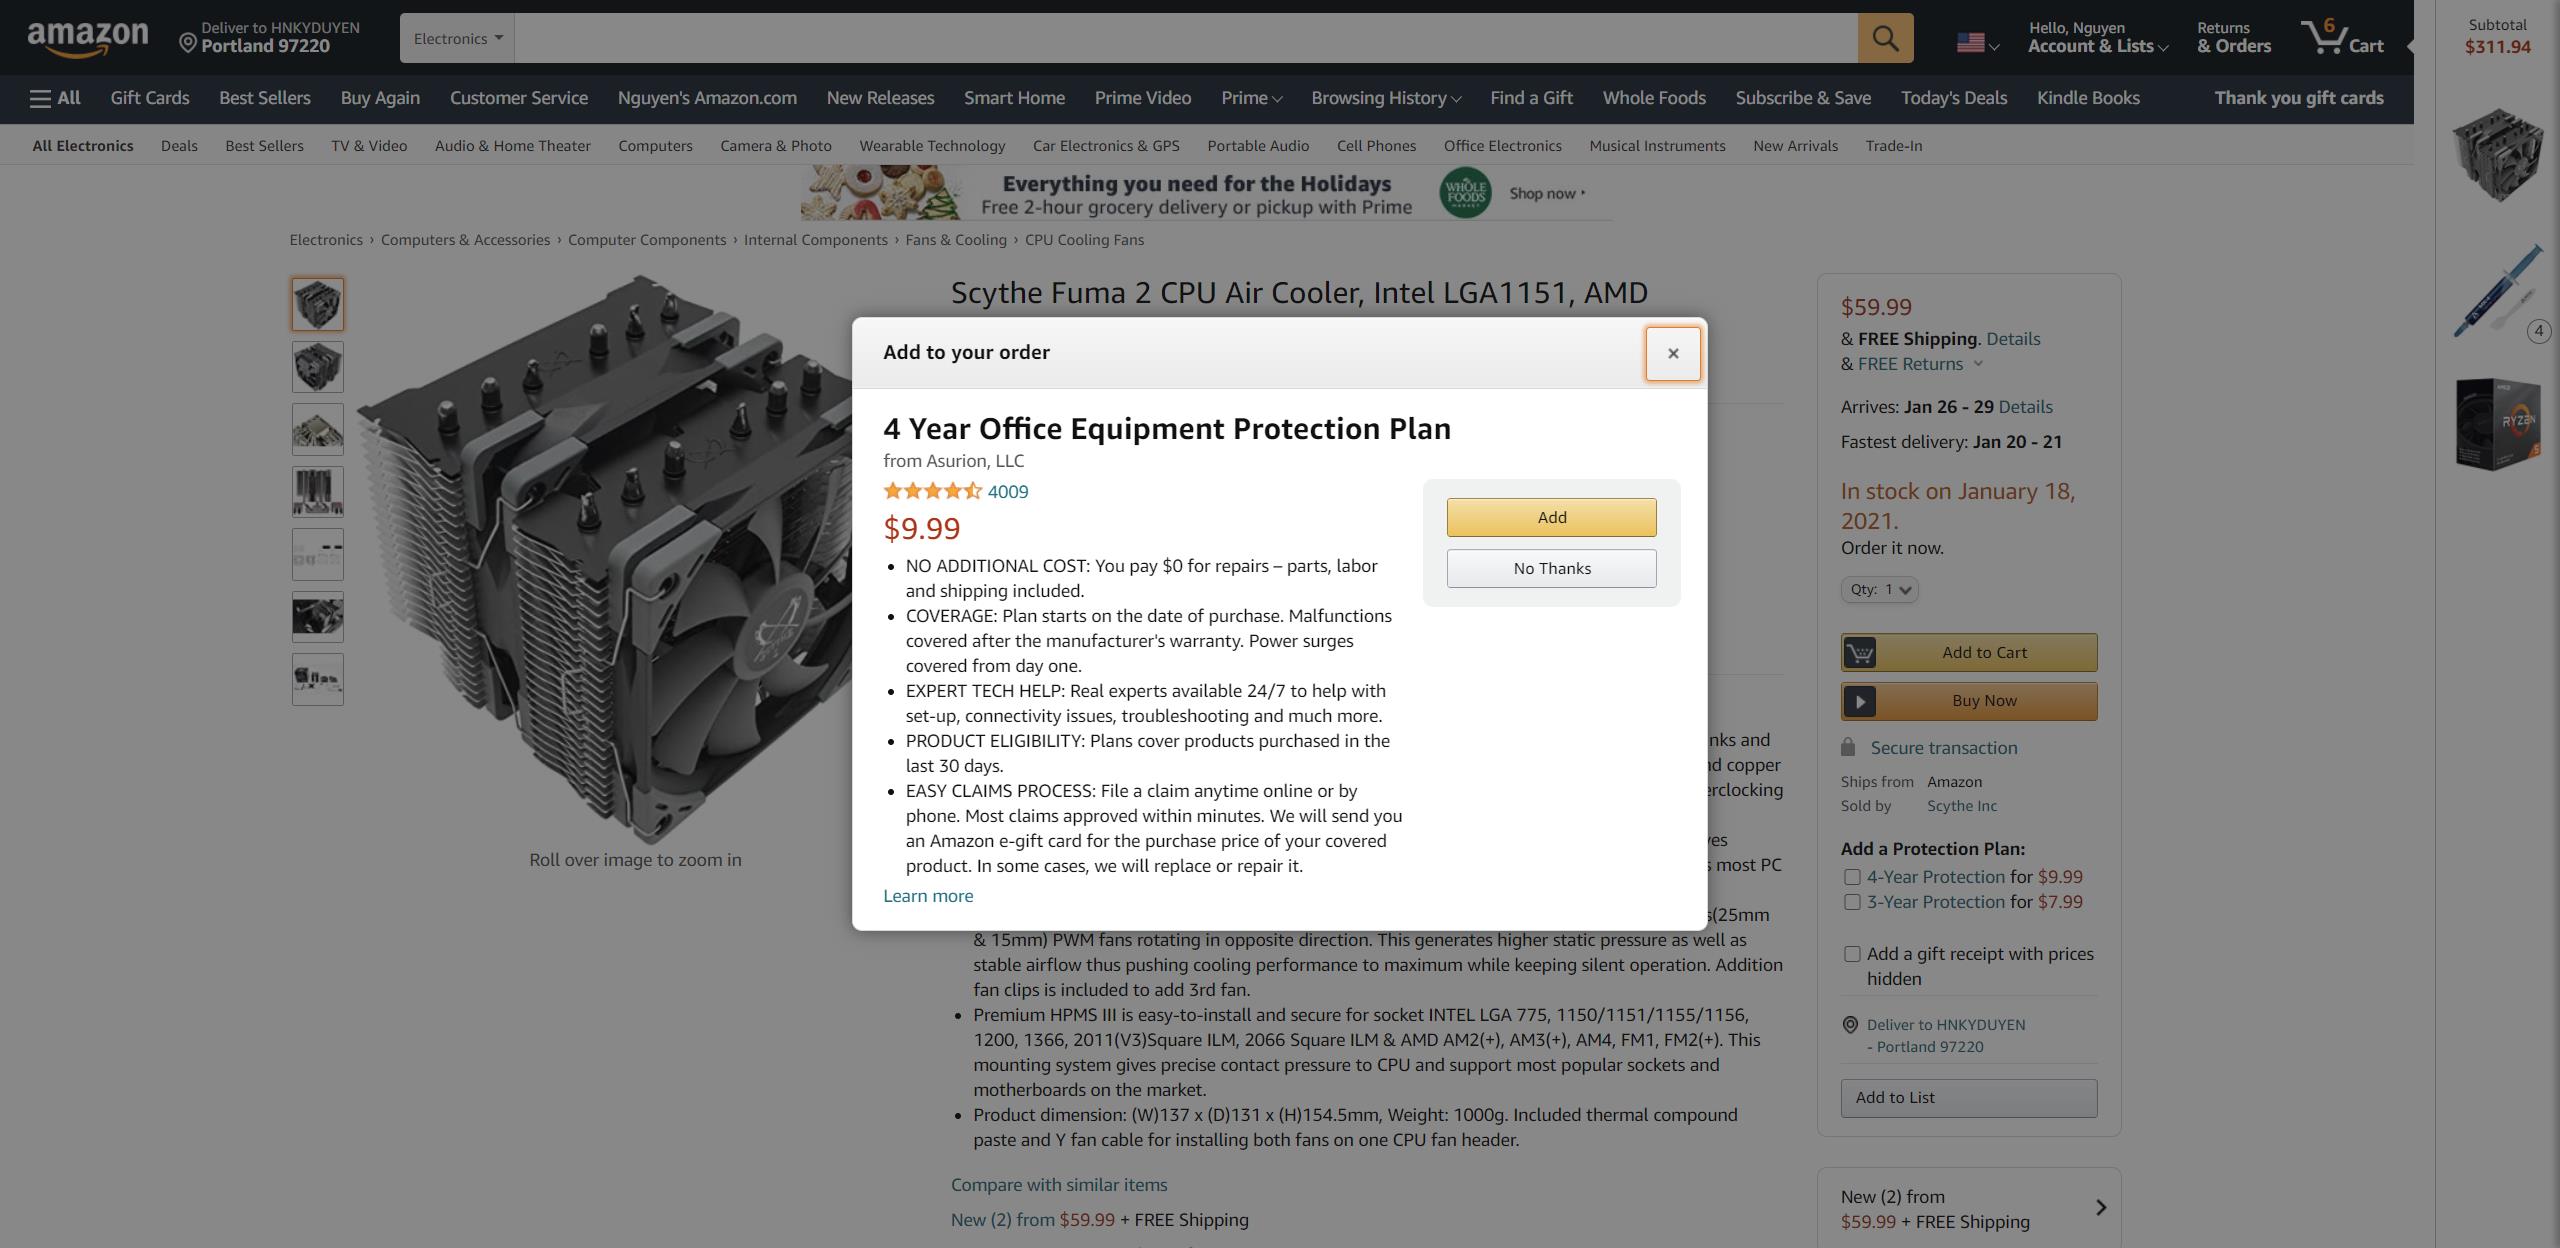 amazon
Deliver to HNKYDUYEN
Portland 97220
Electronics
Hello, Nguyen
Account & Lists
Returns
& Orders
6
Cart
Subtotal
$311.94
All
Gift Cards
Best Sellers
Buy Again
Customer Service
Nguyen's Amazon.com
New Releases
Smart Home
Prime Video
Prime
Browsing History
Find a Gift
Whole Foods
Subscribe & Save
Today's Deals
Kindle Books
Thank you gift cards
All Electronics
Deals
Best Sellers
TV & Video
Audio & Home Theater
Computers
Camera & Photo
Wearable Technology
Car Electronics & GPS
Portable Audio
Cell Phones
Office Electronics
Musical Instruments
New Arrivals
Trade-In
Everything you need for the Holidays
Free 2-hour grocery delivery or pickup with Prime
WHOLE
FOODS
MARKET
Shop now
Electronics › Computers & Accessories › Computer Components › Internal Components › Fans & Cooling › CPU Cooling Fans
Scythe Fuma 2 CPU Air Cooler, Intel LGA1151, AMD
Add to your order
×
4 Year Office Equipment Protection Plan
from Asurion, LLC
4009
$9.99
• NO ADDITIONAL COST: You pay $0 for repairs – parts, labor
and shipping included.
• COVERAGE: Plan starts on the date of purchase. Malfunctions
covered after the manufacturer's warranty. Power surges
covered from day one.
• EXPERT TECH HELP: Real experts available 24/7 to help with
set-up, connectivity issues, troubleshooting and much more.
• PRODUCT ELIGIBILITY: Plans cover products purchased in the
last 30 days.
• EASY CLAIMS PROCESS: File a claim anytime online or by
phone. Most claims approved within minutes. We will send you
an Amazon e-gift card for the purchase price of your covered
product. In some cases, we will replace or repair it.
Learn more
Add
No Thanks
Roll over image to zoom in
and
copper
most PC
(25mm
& 15mm) PWM fans rotating in opposite direction. This generates higher static pressure as well as
stable airflow thus pushing cooling performance to maximum while keeping silent operation. Addition
fan clips is included to add 3rd fan.
• Premium HPMS III is easy-to-install and secure for socket INTEL LGA 775, 1150/1151/1155/1156,
1200, 1366, 2011(V3)Square ILM, 2066 Square ILM & AMD AM2(+), AM3(+), AM4, FM1, FM2(+). This
mounting system gives precise contact pressure to CPU and support most popular sockets and
motherboards on the market.
• Product dimension: (W)137 x (D)131 x (H)154.5mm, Weight: 1000g. Included thermal compound
paste and Y fan cable for installing both fans on one CPU fan header.
Compare with similar items
New (2) from $59.99 + FREE Shipping
$59.99
& FREE Shipping. Details
& FREE Returns
Arrives: Jan 26 - 29 Details
Fastest delivery: Jan 20 - 21
In stock on January 18,
2021.
Order it now.
Qty: 1
Add to Cart
Buy Now
Secure transaction
Ships from Amazon
Sold by Scythe Inc
Add a Protection Plan:
4-Year Protection for $9.99
3-Year Protection for $7.99
Add a gift receipt with prices
hidden
Deliver to HNKYDUYEN
- Portland 97220
Add to List
New (2) from
$59.99 + FREE Shipping
4
AMD
RYZEN
5